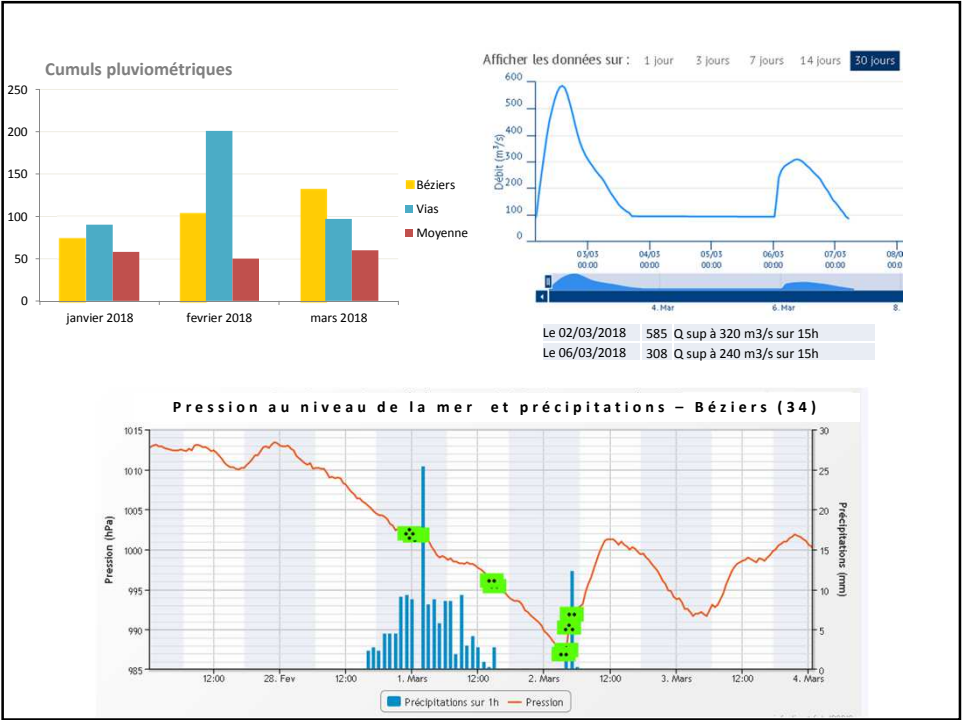 Cumuls pluviométriques
250
200
150
100
50
0
janvier 2018 fevrier 2018 mars 2018
Béziers
Vias
Moyenne
Afficher les données sur : 1 jour 3 jours 7 jours 14 jours 30 jours
Débit (m³/s)
600
500
400
300
200
100
0
03/03 04/03 05/03 06/03 07/03 08/0
00:00 00:00 00:00 00:00 00:00 00:0
4. Mar 6. Mar 8.
Le 02/03/2018 585 Q sup à 320 m3/s sur 15h
Le 06/03/2018 308 Q sup à 240 m3/s sur 15h
Pression au niveau de la mer et précipitations – Béziers (34)
Pression (hPa)
1015
1010
1005
1000
995
990
985
30
25
20
15
10
5
0
Précipitations (mm)
12:00 28. Fev 12:00 1. Mars 12:00 2. Mars 12:00 3. Mars 12:00 4. Mars
Précipitations sur 1h Pression